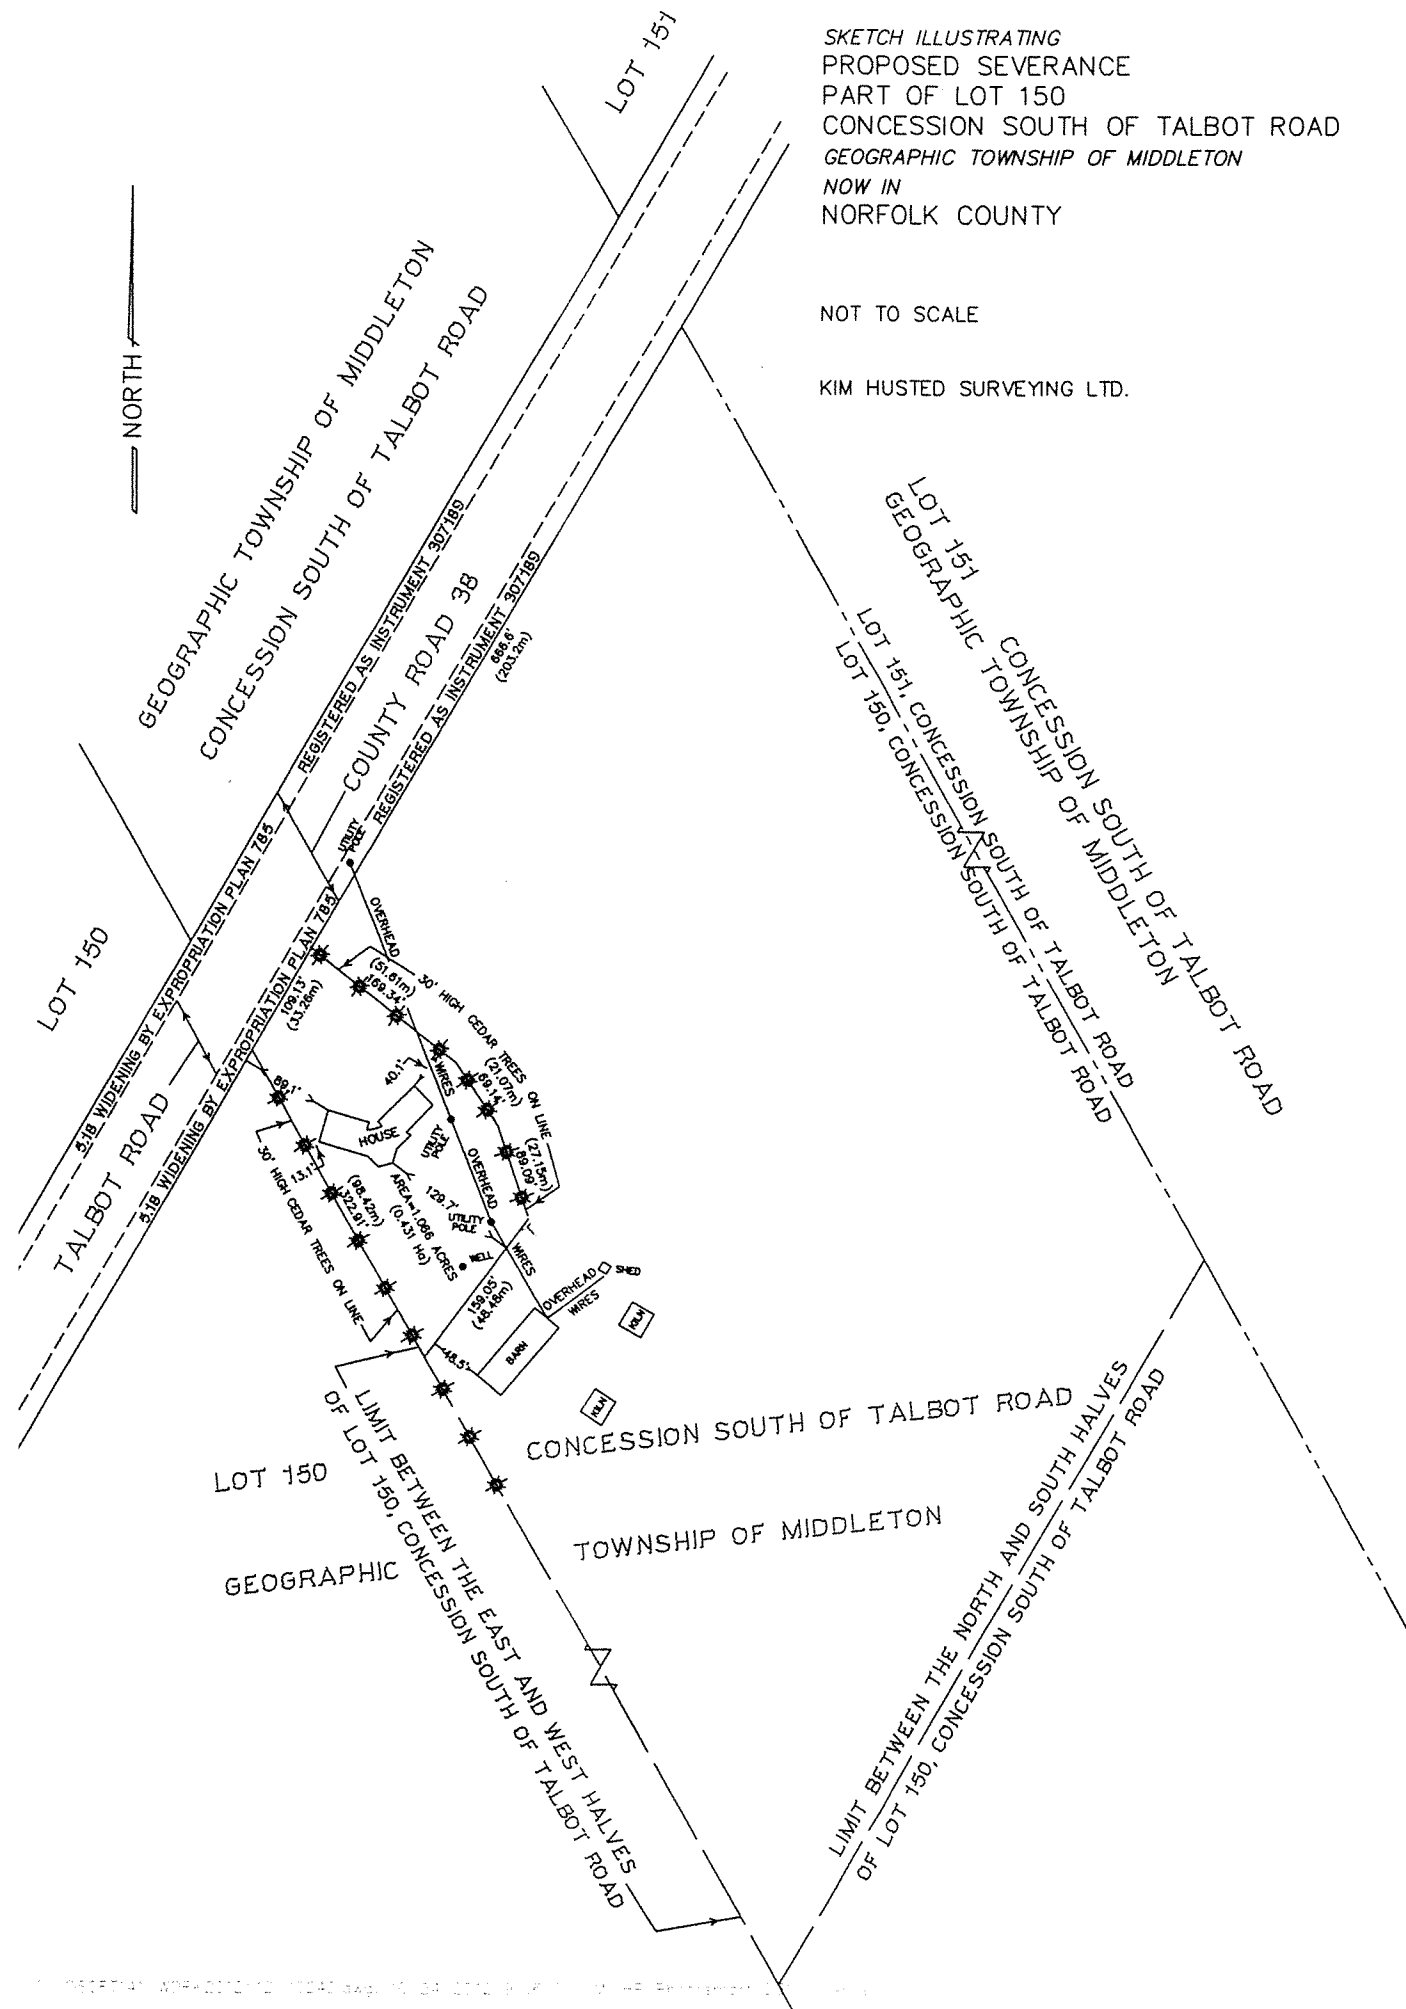 SKETCH ILLUSTRATING
PROPOSED SEVERANCE
PART OF LOT 150
CONCESSION SOUTH OF TALBOT ROAD
GEOGRAPHIC TOWNSHIP OF MIDDLETON
NOW IN
NORFOLK COUNTY
NOT TO SCALE
KIM HUSTED SURVEYING LTD.
NORTH
LOT 151
GEOGRAPHIC TOWNSHIP OF MIDDLETON
CONCESSION SOUTH OF TALBOT ROAD
REGISTERED AS INSTRUMENT 307189
COUNTY ROAD 38
REGISTERED AS INSTRUMENT 307189
666.6'
(203.2m)
LOT 151
GEOGRAPHIC TOWNSHIP OF MIDDLETON
CONCESSION SOUTH OF TALBOT ROAD
LOT 151, CONCESSION SOUTH OF TALBOT ROAD
LOT 150, CONCESSION SOUTH OF TALBOT ROAD
LOT 150
5.18 WIDENING BY EXPROPRIATION PLAN 785
TALBOT ROAD
5.18 WIDENING BY EXPROPRIATION PLAN 785
UTILITY
POLE
OVERHEAD
WIRES
109.13'
(33.26m)
(51.61m)
169.34'
30' HIGH CEDAR TREES ON LINE
(21.07m)
69.14'
(27.15m)
89.09'
40.1'
89.1'
HOUSE
13.1'
30' HIGH CEDAR TREES ON LINE
(98.42m)
322.91'
AREA=1.066 ACRES
(0.431 Ha)
UTILITY
POLE
OVERHEAD
WIRES
129.7'
UTILITY
POLE
WELL
159.05'
(48.48m)
48.5'
BARN
OVERHEAD
WIRES
SHED
KILN
KILN
LOT 150
CONCESSION SOUTH OF TALBOT ROAD
GEOGRAPHIC
TOWNSHIP OF MIDDLETON
LIMIT BETWEEN THE EAST AND WEST HALVES
OF LOT 150, CONCESSION SOUTH OF TALBOT ROAD
LIMIT BETWEEN THE NORTH AND SOUTH HALVES
OF LOT 150, CONCESSION SOUTH OF TALBOT ROAD